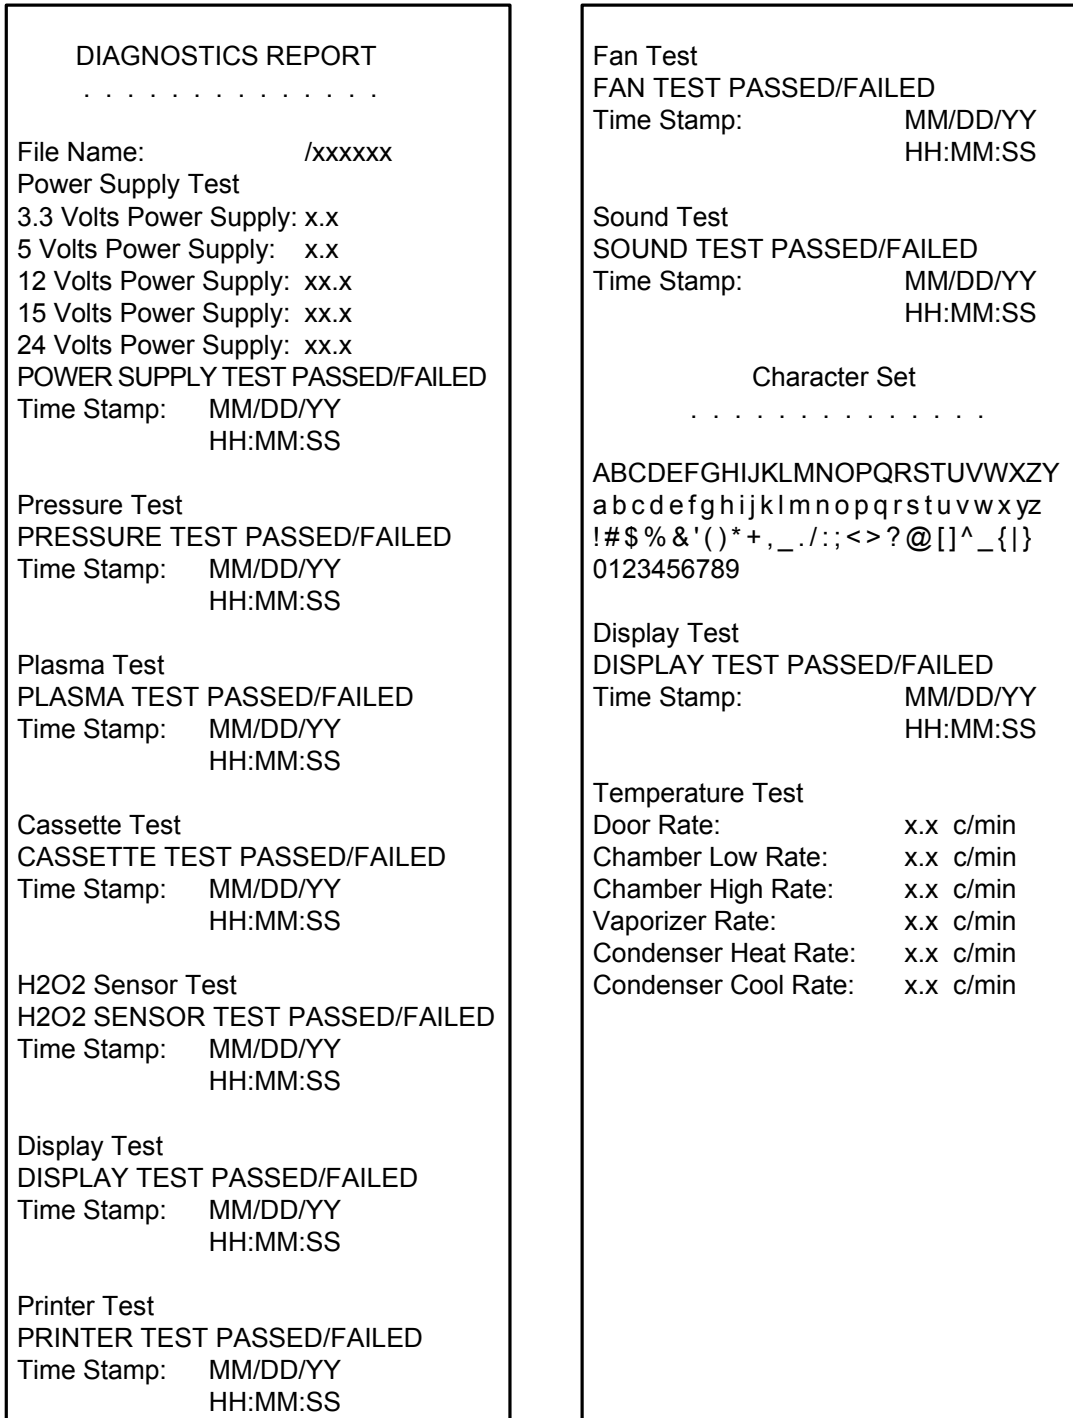 DIAGNOSTICS REPORT
. . . . . . . . . . . . . .
File Name: /xxxxxx
Power Supply Test
3.3 Volts Power Supply: x.x
5 Volts Power Supply: x.x
12 Volts Power Supply: xx.x
15 Volts Power Supply: xx.x
24 Volts Power Supply: xx.x
POWER SUPPLY TEST PASSED/FAILED
Time Stamp: MM/DD/YY
HH:MM:SS
Pressure Test
PRESSURE TEST PASSED/FAILED
Time Stamp: MM/DD/YY
HH:MM:SS
Plasma Test
PLASMA TEST PASSED/FAILED
Time Stamp: MM/DD/YY
HH:MM:SS
Cassette Test
CASSETTE TEST PASSED/FAILED
Time Stamp: MM/DD/YY
HH:MM:SS
H2O2 Sensor Test
H2O2 SENSOR TEST PASSED/FAILED
Time Stamp: MM/DD/YY
HH:MM:SS
Display Test
DISPLAY TEST PASSED/FAILED
Time Stamp: MM/DD/YY
HH:MM:SS
Printer Test
PRINTER TEST PASSED/FAILED
Time Stamp: MM/DD/YY
HH:MM:SS
Fan Test
FAN TEST PASSED/FAILED
Time Stamp: MM/DD/YY
HH:MM:SS
Sound Test
SOUND TEST PASSED/FAILED
Time Stamp: MM/DD/YY
HH:MM:SS
Character Set
. . . . . . . . . . . . . .
ABCDEFGHIJKLMNOPQRSTUVWXZY
a b c d e f g h i j k l m n o p q r s t u v w x yz
! # $ % & ' ( ) * + , _ . / : ; < > ? @ [ ] ^ _ { | }
0123456789
Display Test
DISPLAY TEST PASSED/FAILED
Time Stamp: MM/DD/YY
HH:MM:SS
Temperature Test
Door Rate: x.x c/min
Chamber Low Rate: x.x c/min
Chamber High Rate: x.x c/min
Vaporizer Rate: x.x c/min
Condenser Heat Rate: x.x c/min
Condenser Cool Rate: x.x c/min